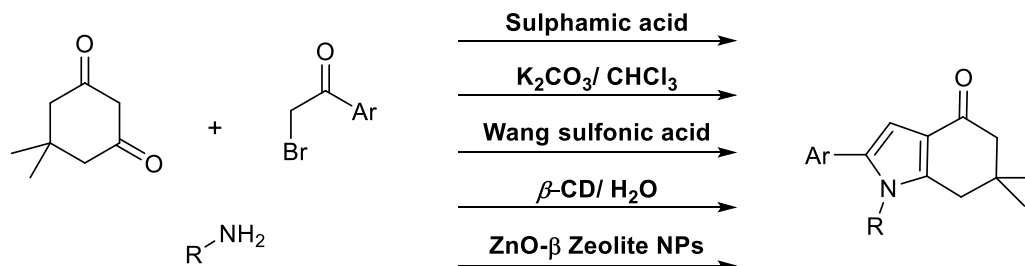 Sulphamic acid
K₂CO₃/ CHCl₃
Wang sulfonic acid
β-CD/ H₂O
ZnO-β Zeolite NPs
O
O
+
O
Ar
Br
R
NH₂
O
Ar
N
R